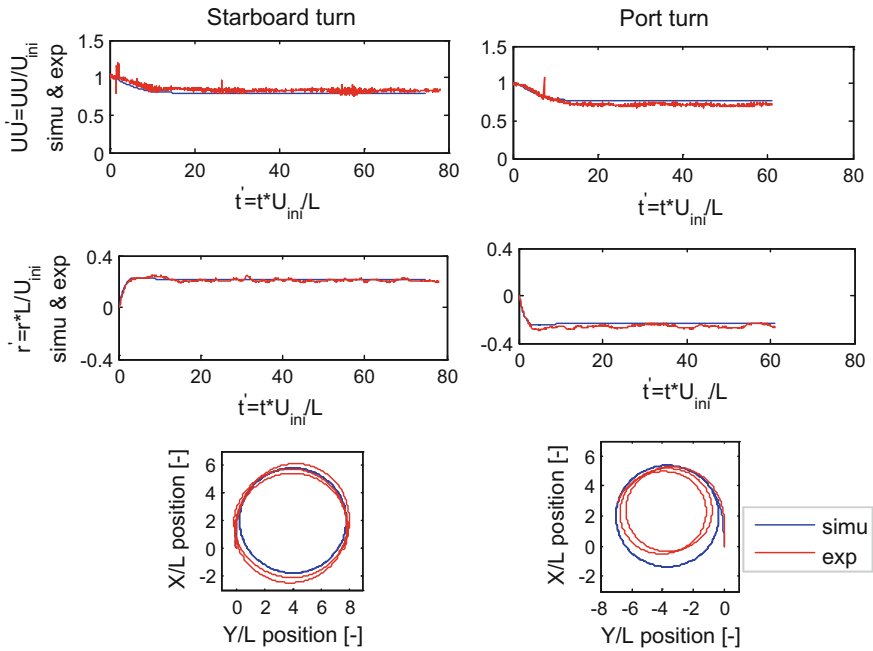 Starboard turn
Port turn
UU'=UU/U_ini
simu & exp
1.5
1
0.5
0
0 20 40 60 80
t'=t*U_ini/L
1.5
1
0.5
0
0 20 40 60 80
t'=t*U_ini/L
r'=r*L/U_ini
simu & exp
0.4
0
-0.4
0 20 40 60 80
t'=t*U_ini/L
0.4
0
-0.4
0 20 40 60 80
t'=t*U_ini/L
X/L position [-]
6
4
2
0
-2
0 2 4 6 8
Y/L position [-]
X/L position [-]
6
4
2
0
-2
-8 -6 -4 -2 0
Y/L position [-]
simu
exp